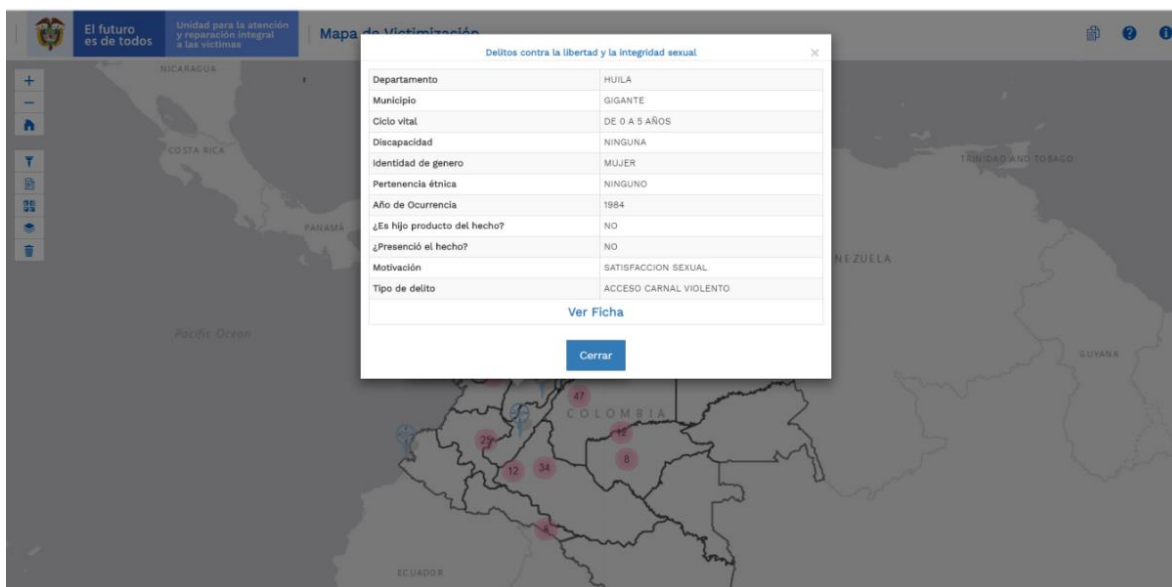 El futuro
es de todos
Unidad para la atención
y reparación integral
a las víctimas
Mapa de Victimización
Delitos contra la libertad y la integridad sexual
×
Departamento HUILA
Municipio GIGANTE
Ciclo vital DE 0 A 5 AÑOS
Discapacidad NINGUNA
Identidad de genero MUJER
Pertenencia étnica NINGUNO
Año de Ocurrencia 1984
¿Es hijo producto del hecho? NO
¿Presenció el hecho? NO
Motivación SATISFACCION SEXUAL
Tipo de delito ACCESO CARNAL VIOLENTO
Ver Ficha
Cerrar
NICARAGUA
COSTA RICA
TRINIDAD AND TOBAGO
PANAMÁ
NEZUELA
Pacific Ocean
GUYANA
47
COLOMBIA
12
25
8
12
34
ECUADOR